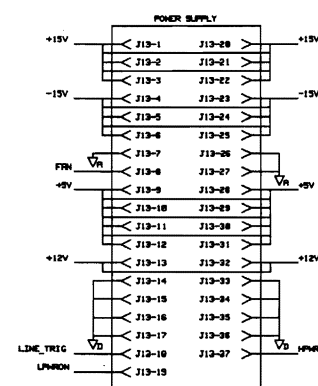 POWER SUPPLY
+15V J13-1 J13-20 +15V
J13-2 J13-21
J13-3 J13-22
-15V J13-4 J13-23 -15V
J13-5 J13-24
J13-6 J13-25
J13-7 J13-26
A
FAN J13-8 J13-27
A
+5V J13-9 J13-28 +5V
J13-10 J13-29
J13-11 J13-30
J13-12 J13-31
+12V J13-13 J13-32 +12V
J13-14 J13-33
J13-15 J13-34
J13-16 J13-35
J13-17 J13-36
D D
LINE_TRIG J13-18 J13-37 HPWR
LPWRON J13-19